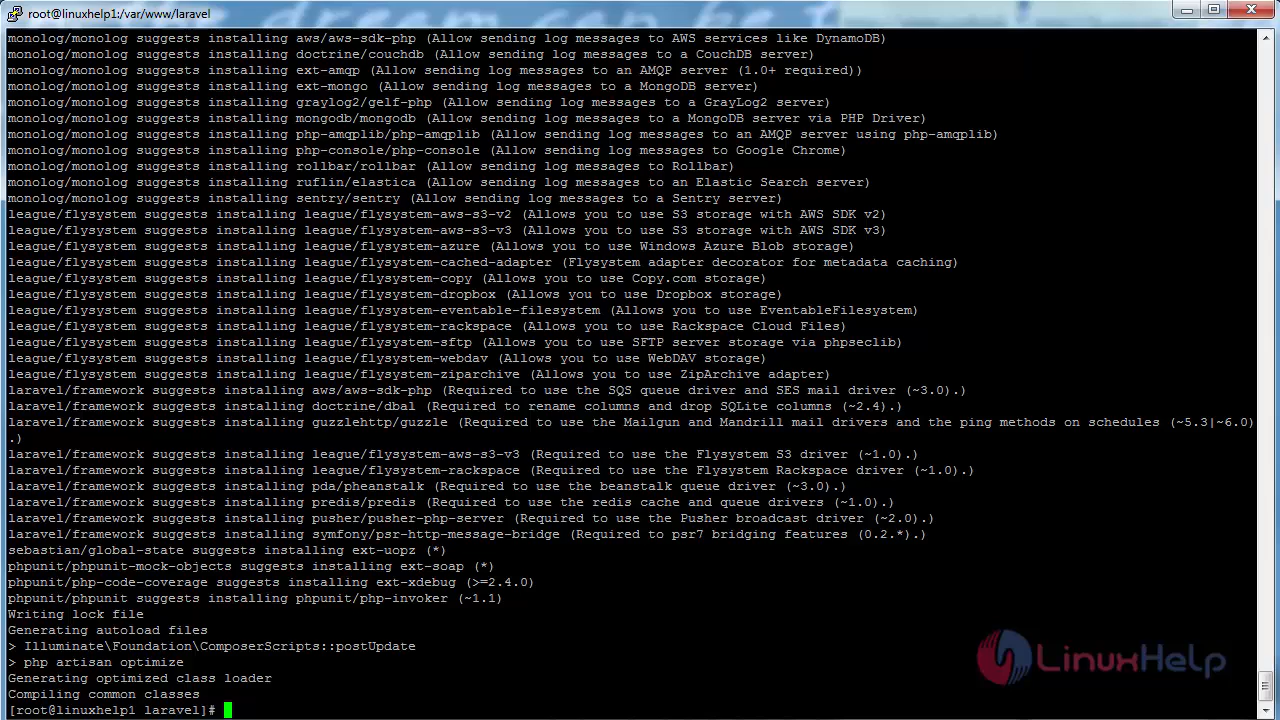 root@linuxhelp1:/var/www/laravel
monolog/monolog suggests installing aws/aws-sdk-php (Allow sending log messages to AWS services like DynamoDB)
monolog/monolog suggests installing doctrine/couchdb (Allow sending log messages to a CouchDB server)
monolog/monolog suggests installing ext-amqp (Allow sending log messages to an AMQP server (1.0+ required))
monolog/monolog suggests installing ext-mongo (Allow sending log messages to a MongoDB server)
monolog/monolog suggests installing graylog2/gelf-php (Allow sending log messages to a GrayLog2 server)
monolog/monolog suggests installing mongodb/mongodb (Allow sending log messages to a MongoDB server via PHP Driver)
monolog/monolog suggests installing php-amqplib/php-amqplib (Allow sending log messages to an AMQP server using php-amqplib)
monolog/monolog suggests installing php-console/php-console (Allow sending log messages to Google Chrome)
monolog/monolog suggests installing rollbar/rollbar (Allow sending log messages to Rollbar)
monolog/monolog suggests installing ruflin/elastica (Allow sending log messages to an Elastic Search server)
monolog/monolog suggests installing sentry/sentry (Allow sending log messages to a Sentry server)
league/flysystem suggests installing league/flysystem-aws-s3-v2 (Allows you to use S3 storage with AWS SDK v2)
league/flysystem suggests installing league/flysystem-aws-s3-v3 (Allows you to use S3 storage with AWS SDK v3)
league/flysystem suggests installing league/flysystem-azure (Allows you to use Windows Azure Blob storage)
league/flysystem suggests installing league/flysystem-cached-adapter (Flysystem adapter decorator for metadata caching)
league/flysystem suggests installing league/flysystem-copy (Allows you to use Copy.com storage)
league/flysystem suggests installing league/flysystem-dropbox (Allows you to use Dropbox storage)
league/flysystem suggests installing league/flysystem-eventable-filesystem (Allows you to use EventableFilesystem)
league/flysystem suggests installing league/flysystem-rackspace (Allows you to use Rackspace Cloud Files)
league/flysystem suggests installing league/flysystem-sftp (Allows you to use SFTP server storage via phpseclib)
league/flysystem suggests installing league/flysystem-webdav (Allows you to use WebDAV storage)
league/flysystem suggests installing league/flysystem-ziparchive (Allows you to use ZipArchive adapter)
laravel/framework suggests installing aws/aws-sdk-php (Required to use the SQS queue driver and SES mail driver (~3.0).)
laravel/framework suggests installing doctrine/dbal (Required to rename columns and drop SQLite columns (~2.4).)
laravel/framework suggests installing guzzlehttp/guzzle (Required to use the Mailgun and Mandrill mail drivers and the ping methods on schedules (~5.3|~6.0)
.)
laravel/framework suggests installing league/flysystem-aws-s3-v3 (Required to use the Flysystem S3 driver (~1.0).)
laravel/framework suggests installing league/flysystem-rackspace (Required to use the Flysystem Rackspace driver (~1.0).)
laravel/framework suggests installing pda/pheanstalk (Required to use the beanstalk queue driver (~3.0).)
laravel/framework suggests installing predis/predis (Required to use the redis cache and queue drivers (~1.0).)
laravel/framework suggests installing pusher/pusher-php-server (Required to use the Pusher broadcast driver (~2.0).)
laravel/framework suggests installing symfony/psr-http-message-bridge (Required to psr7 bridging features (0.2.*).)
sebastian/global-state suggests installing ext-uopz (*)
phpunit/phpunit-mock-objects suggests installing ext-soap (*)
phpunit/php-code-coverage suggests installing ext-xdebug (>=2.4.0)
phpunit/phpunit suggests installing phpunit/php-invoker (~1.1)
Writing lock file
Generating autoload files
> Illuminate\Foundation\ComposerScripts::postUpdate
> php artisan optimize
Generating optimized class loader
Compiling common classes
[root@linuxhelp1 laravel]#
LinuxHelp